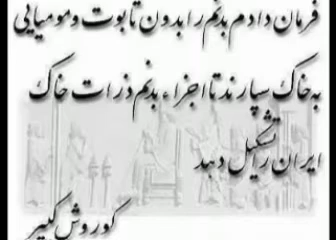 فرمان دادم بدنم را بدون تابوت و مومیایی
به خاک سپارند تا اجزاء بدنم ذرات خاک
ایران را تشکیل دهد
کوروش کبیر